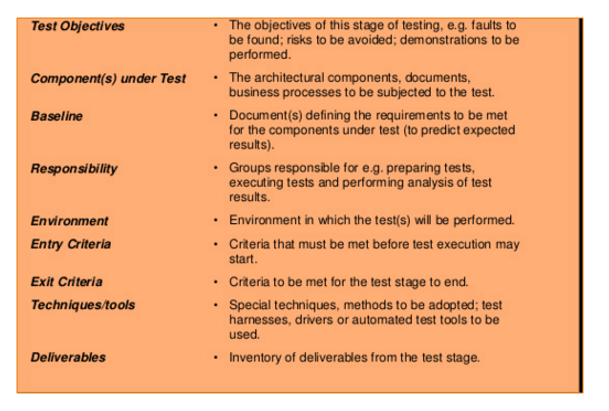 Test Objectives • The objectives of this stage of testing, e.g. faults to
be found; risks to be avoided; demonstrations to be
performed.
Component(s) under Test • The architectural components, documents,
business processes to be subjected to the test.
Baseline • Document(s) defining the requirements to be met
for the components under test (to predict expected
results).
Responsibility • Groups responsible for e.g. preparing tests,
executing tests and performing analysis of test
results.
Environment • Environment in which the test(s) will be performed.
Entry Criteria • Criteria that must be met before test execution may
start.
Exit Criteria • Criteria to be met for the test stage to end.
Techniques/tools • Special techniques, methods to be adopted; test
harnesses, drivers or automated test tools to be
used.
Deliverables • Inventory of deliverables from the test stage.